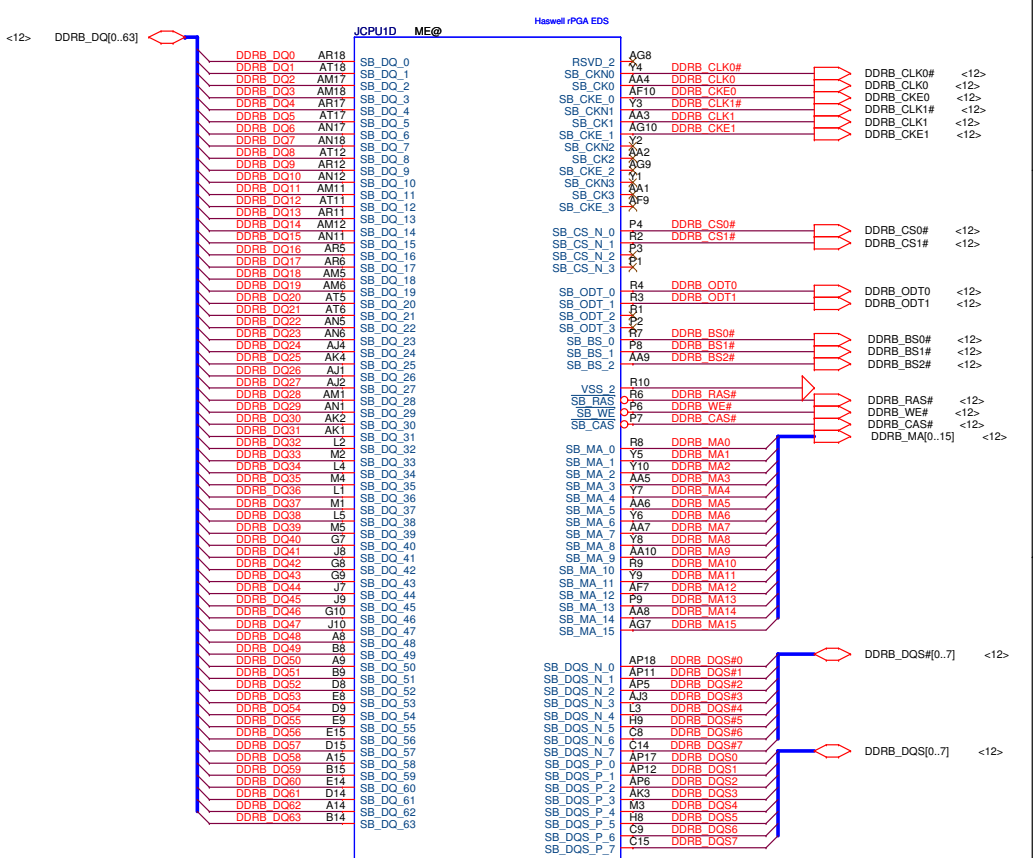 Haswell rPGA EDS
JCPU1D ME@
<12> DDRB_DQ[0..63]
DDRB_DQ0 AR18 SB_DQ_0
DDRB_DQ1 AT18 SB_DQ_1
DDRB_DQ2 AM17 SB_DQ_2
DDRB_DQ3 AM18 SB_DQ_3
DDRB_DQ4 AR17 SB_DQ_4
DDRB_DQ5 AT17 SB_DQ_5
DDRB_DQ6 AN17 SB_DQ_6
DDRB_DQ7 AN18 SB_DQ_7
DDRB_DQ8 AT12 SB_DQ_8
DDRB_DQ9 AR12 SB_DQ_9
DDRB_DQ10 AN12 SB_DQ_10
DDRB_DQ11 AM11 SB_DQ_11
DDRB_DQ12 AT11 SB_DQ_12
DDRB_DQ13 AR11 SB_DQ_13
DDRB_DQ14 AM12 SB_DQ_14
DDRB_DQ15 AN11 SB_DQ_15
DDRB_DQ16 AR5 SB_DQ_16
DDRB_DQ17 AR6 SB_DQ_17
DDRB_DQ18 AM5 SB_DQ_18
DDRB_DQ19 AM6 SB_DQ_19
DDRB_DQ20 AT5 SB_DQ_20
DDRB_DQ21 AT6 SB_DQ_21
DDRB_DQ22 AN5 SB_DQ_22
DDRB_DQ23 AN6 SB_DQ_23
DDRB_DQ24 AJ4 SB_DQ_24
DDRB_DQ25 AK4 SB_DQ_25
DDRB_DQ26 AJ1 SB_DQ_26
DDRB_DQ27 AJ2 SB_DQ_27
DDRB_DQ28 AM1 SB_DQ_28
DDRB_DQ29 AN1 SB_DQ_29
DDRB_DQ30 AK2 SB_DQ_30
DDRB_DQ31 AK1 SB_DQ_31
DDRB_DQ32 L2 SB_DQ_32
DDRB_DQ33 M2 SB_DQ_33
DDRB_DQ34 L4 SB_DQ_34
DDRB_DQ35 M4 SB_DQ_35
DDRB_DQ36 L1 SB_DQ_36
DDRB_DQ37 M1 SB_DQ_37
DDRB_DQ38 L5 SB_DQ_38
DDRB_DQ39 M5 SB_DQ_39
DDRB_DQ40 G7 SB_DQ_40
DDRB_DQ41 J8 SB_DQ_41
DDRB_DQ42 G8 SB_DQ_42
DDRB_DQ43 G9 SB_DQ_43
DDRB_DQ44 J7 SB_DQ_44
DDRB_DQ45 J9 SB_DQ_45
DDRB_DQ46 G10 SB_DQ_46
DDRB_DQ47 J10 SB_DQ_47
DDRB_DQ48 A8 SB_DQ_48
DDRB_DQ49 B8 SB_DQ_49
DDRB_DQ50 A9 SB_DQ_50
DDRB_DQ51 B9 SB_DQ_51
DDRB_DQ52 D8 SB_DQ_52
DDRB_DQ53 E8 SB_DQ_53
DDRB_DQ54 D9 SB_DQ_54
DDRB_DQ55 E9 SB_DQ_55
DDRB_DQ56 E15 SB_DQ_56
DDRB_DQ57 D15 SB_DQ_57
DDRB_DQ58 A15 SB_DQ_58
DDRB_DQ59 B15 SB_DQ_59
DDRB_DQ60 E14 SB_DQ_60
DDRB_DQ61 D14 SB_DQ_61
DDRB_DQ62 A14 SB_DQ_62
DDRB_DQ63 B14 SB_DQ_63
RSVD_2 AG8
SB_CKN0 Y4 DDRB_CLK0# DDRB_CLK0# <12>
SB_CK0 AA4 DDRB_CLK0 DDRB_CLK0 <12>
SB_CKE_0 AF10 DDRB_CKE0 DDRB_CKE0 <12>
SB_CKN1 Y3 DDRB_CLK1# DDRB_CLK1# <12>
SB_CK1 AA3 DDRB_CLK1 DDRB_CLK1 <12>
SB_CKE_1 AG10 DDRB_CKE1 DDRB_CKE1 <12>
SB_CKN2 Y2
SB_CK2 AA2
SB_CKE_2 AG9
SB_CKN3 Y1
SB_CK3 AA1
SB_CKE_3 AF9
SB_CS_N_0 P4 DDRB_CS0# DDRB_CS0# <12>
SB_CS_N_1 R2 DDRB_CS1# DDRB_CS1# <12>
SB_CS_N_2 P3
SB_CS_N_3 P1
SB_ODT_0 R4 DDRB_ODT0 DDRB_ODT0 <12>
SB_ODT_1 R3 DDRB_ODT1 DDRB_ODT1 <12>
SB_ODT_2 R1
SB_ODT_3 P2
SB_BS_0 R7 DDRB_BS0# DDRB_BS0# <12>
SB_BS_1 P8 DDRB_BS1# DDRB_BS1# <12>
SB_BS_2 AA9 DDRB_BS2# DDRB_BS2# <12>
VSS_2 R10
SB_RAS R6 DDRB_RAS# DDRB_RAS# <12>
SB_WE P6 DDRB_WE# DDRB_WE# <12>
SB_CAS P7 DDRB_CAS# DDRB_CAS# <12>
DDRB_MA[0..15] <12>
SB_MA_0 R8 DDRB_MA0
SB_MA_1 Y5 DDRB_MA1
SB_MA_2 Y10 DDRB_MA2
SB_MA_3 AA5 DDRB_MA3
SB_MA_4 Y7 DDRB_MA4
SB_MA_5 AA6 DDRB_MA5
SB_MA_6 Y6 DDRB_MA6
SB_MA_7 AA7 DDRB_MA7
SB_MA_8 Y8 DDRB_MA8
SB_MA_9 AA10 DDRB_MA9
SB_MA_10 R9 DDRB_MA10
SB_MA_11 Y9 DDRB_MA11
SB_MA_12 AF7 DDRB_MA12
SB_MA_13 P9 DDRB_MA13
SB_MA_14 AA8 DDRB_MA14
SB_MA_15 AG7 DDRB_MA15
DDRB_DQS#[0..7] <12>
SB_DQS_N_0 AP18 DDRB_DQS#0
SB_DQS_N_1 AP11 DDRB_DQS#1
SB_DQS_N_2 AP5 DDRB_DQS#2
SB_DQS_N_3 AJ3 DDRB_DQS#3
SB_DQS_N_4 L3 DDRB_DQS#4
SB_DQS_N_5 H9 DDRB_DQS#5
SB_DQS_N_6 C8 DDRB_DQS#6
SB_DQS_N_7 C14 DDRB_DQS#7
DDRB_DQS[0..7] <12>
SB_DQS_P_0 AP17 DDRB_DQS0
SB_DQS_P_1 AP12 DDRB_DQS1
SB_DQS_P_2 AP6 DDRB_DQS2
SB_DQS_P_3 AK3 DDRB_DQS3
SB_DQS_P_4 M3 DDRB_DQS4
SB_DQS_P_5 H8 DDRB_DQS5
SB_DQS_P_6 C9 DDRB_DQS6
SB_DQS_P_7 C15 DDRB_DQS7